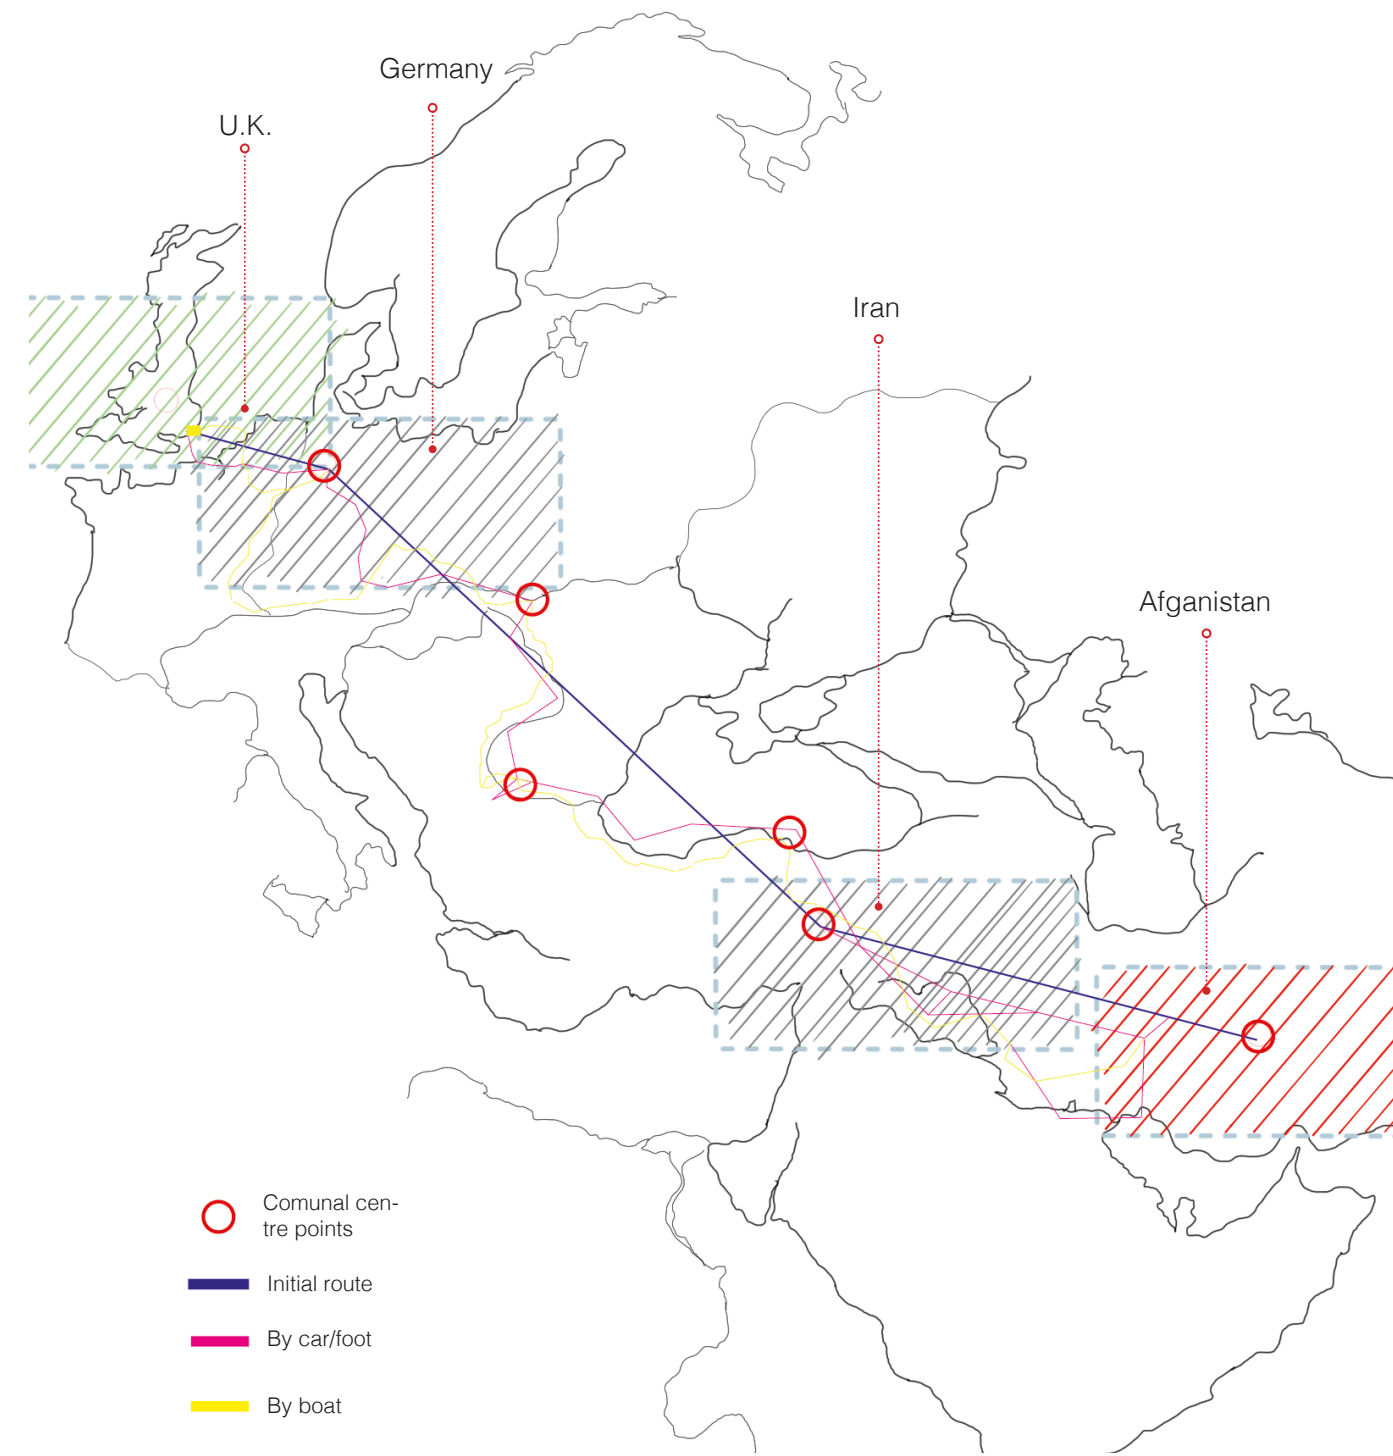 Germany
U.K.
Iran
Afganistan
Comunal cen-
tre points
Initial route
By car/foot
By boat